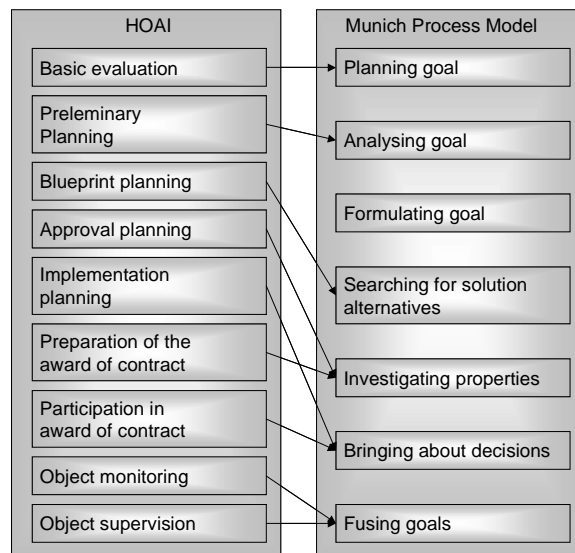 HOAI
Basic evaluation
Preleminary
Planning
Blueprint planning
Approval planning
Implementation
planning
Preparation of the
award of contract
Participation in
award of contract
Object monitoring
Object supervision
Munich Process Model
Planning goal
Analysing goal
Formulating goal
Searching for solution
alternatives
Investigating properties
Bringing about decisions
Fusing goals